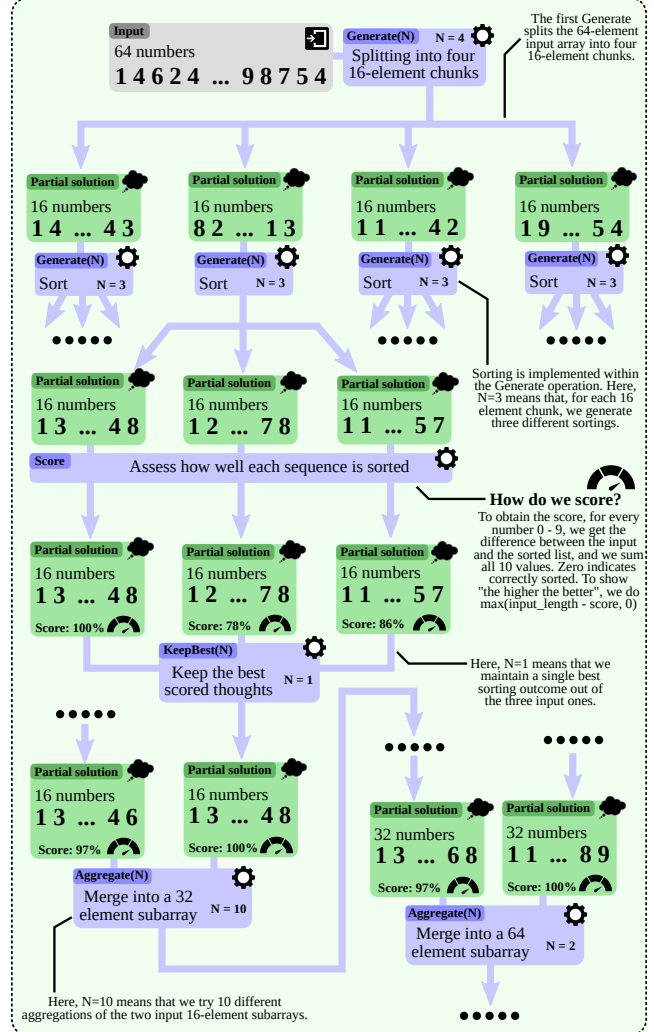 Input
64 numbers
1 4 6 2 4 ... 9 8 7 5 4
Generate(N) N = 4
Splitting into four
16-element chunks
The first Generate
splits the 64-element
input array into four
16-element chunks.
Partial solution
16 numbers
1 4 ... 4 3
Partial solution
16 numbers
8 2 ... 1 3
Partial solution
16 numbers
1 1 ... 4 2
Partial solution
16 numbers
1 9 ... 5 4
Generate(N)
Sort N = 3
Generate(N)
Sort N = 3
Generate(N)
Sort N = 3
Generate(N)
Sort N = 3
Sorting is implemented within
the Generate operation. Here,
N=3 means that, for each 16
element chunk, we generate
three different sortings.
Partial solution
16 numbers
1 3 ... 4 8
Partial solution
16 numbers
1 2 ... 7 8
Partial solution
16 numbers
1 1 ... 5 7
Score
Assess how well each sequence is sorted
How do we score?
To obtain the score, for every
number 0 - 9, we get the
difference between the input
and the sorted list, and we sum
all 10 values. Zero indicates
correctly sorted. To show
"the higher the better", we do
max(input_length - score, 0)
Partial solution
16 numbers
1 3 ... 4 8
Score: 100%
Partial solution
16 numbers
1 2 ... 7 8
Score: 78%
Partial solution
16 numbers
1 1 ... 5 7
Score: 86%
KeepBest(N)
Keep the best
scored thoughts
N = 1
Here, N=1 means that we
maintain a single best
sorting outcome out of
the three input ones.
Partial solution
16 numbers
1 3 ... 4 6
Score: 97%
Partial solution
16 numbers
1 3 ... 4 8
Score: 100%
Partial solution
32 numbers
1 3 ... 6 8
Score: 97%
Partial solution
32 numbers
1 1 ... 8 9
Score: 100%
Aggregate(N)
Merge into a 32
element subarray
N = 10
Aggregate(N)
Merge into a 64
element subarray
N = 2
Here, N=10 means that we try 10 different
aggregations of the two input 16-element subarrays.